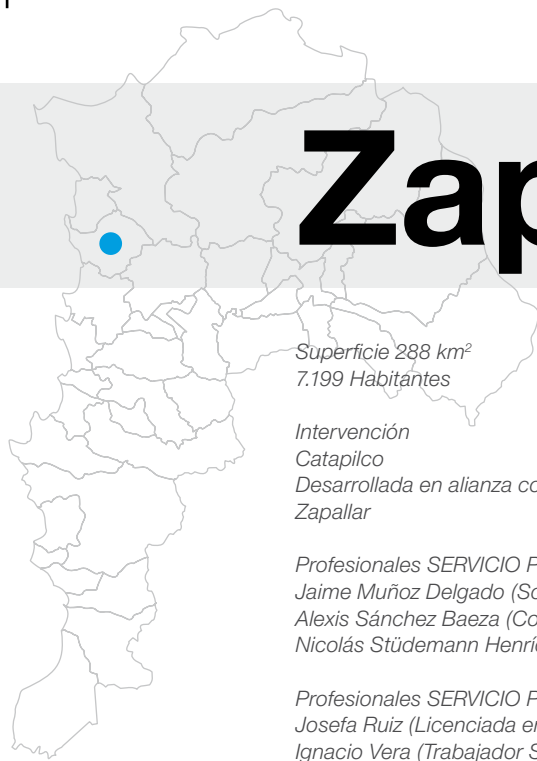 Zap
Superficie 288 km²
7.199 Habitantes
Intervención
Catapilco
Desarrollada en alianza co
Zapallar
Profesionales SERVICIO P
Jaime Muñoz Delgado (So
Alexis Sánchez Baeza (Co
Nicolás Stüdemann Henrí
Profesionales SERVICIO P
Josefa Ruiz (Licenciada en
Ignacio Vera (Trabajador S